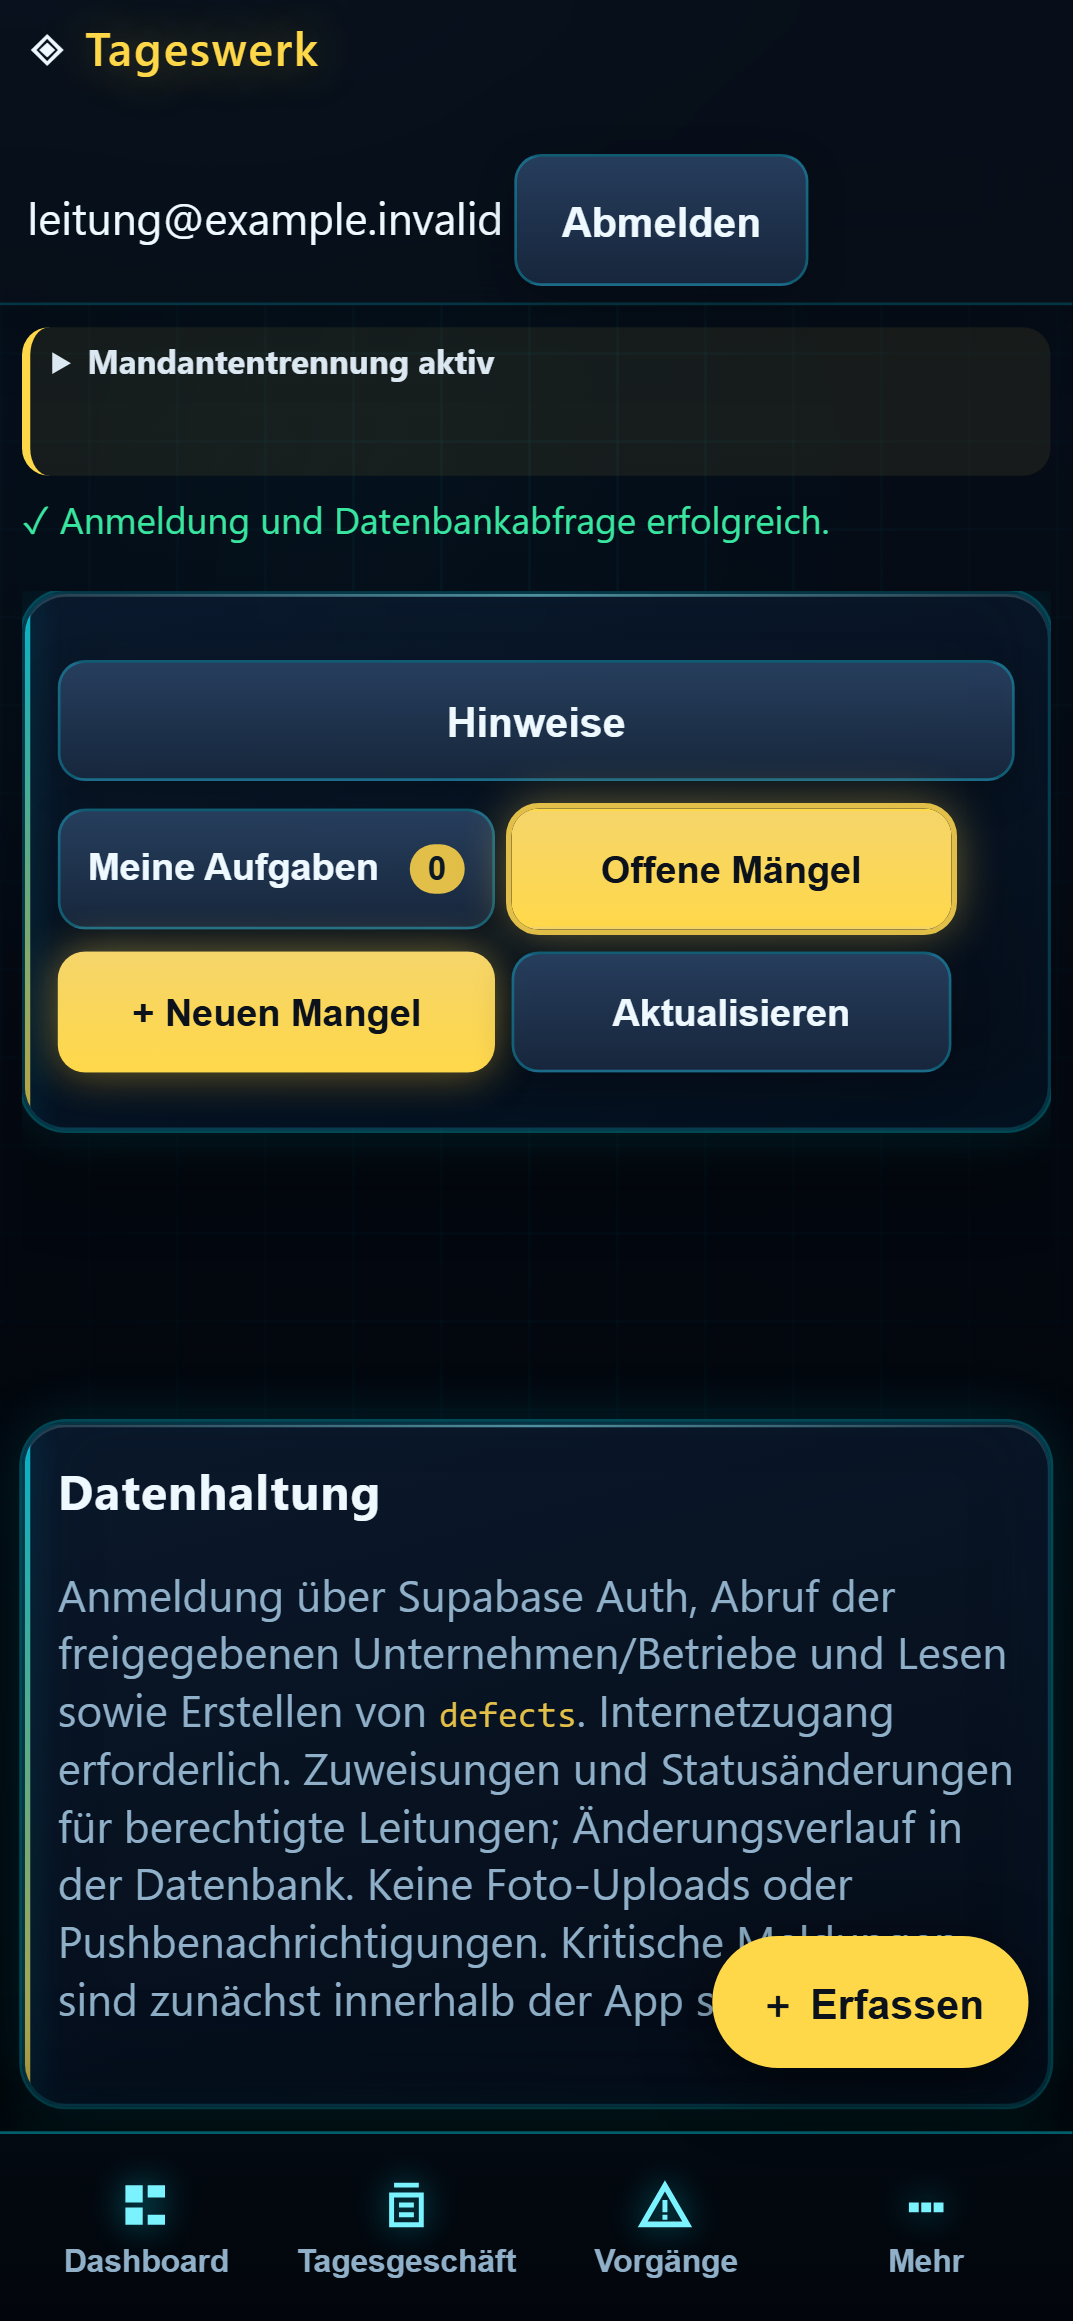 Tageswerk
leitung@example.invalid Abmelden
Mandantentrennung aktiv
✓ Anmeldung und Datenbankabfrage erfolgreich.
Hinweise
Meine Aufgaben 0
Offene Mängel
+ Neuen Mangel
Aktualisieren
Datenhaltung
Anmeldung über Supabase Auth, Abruf der
freigegebenen Unternehmen/Betriebe und Lesen
sowie Erstellen von defects. Internetzugang
erforderlich. Zuweisungen und Statusänderungen
für berechtigte Leitungen; Änderungsverlauf in
der Datenbank. Keine Foto-Uploads oder
Pushbenachrichtigungen. Kritische
sind zunächst innerhalb der App
+ Erfassen
Dashboard
Tagesgeschäft
Vorgänge
Mehr